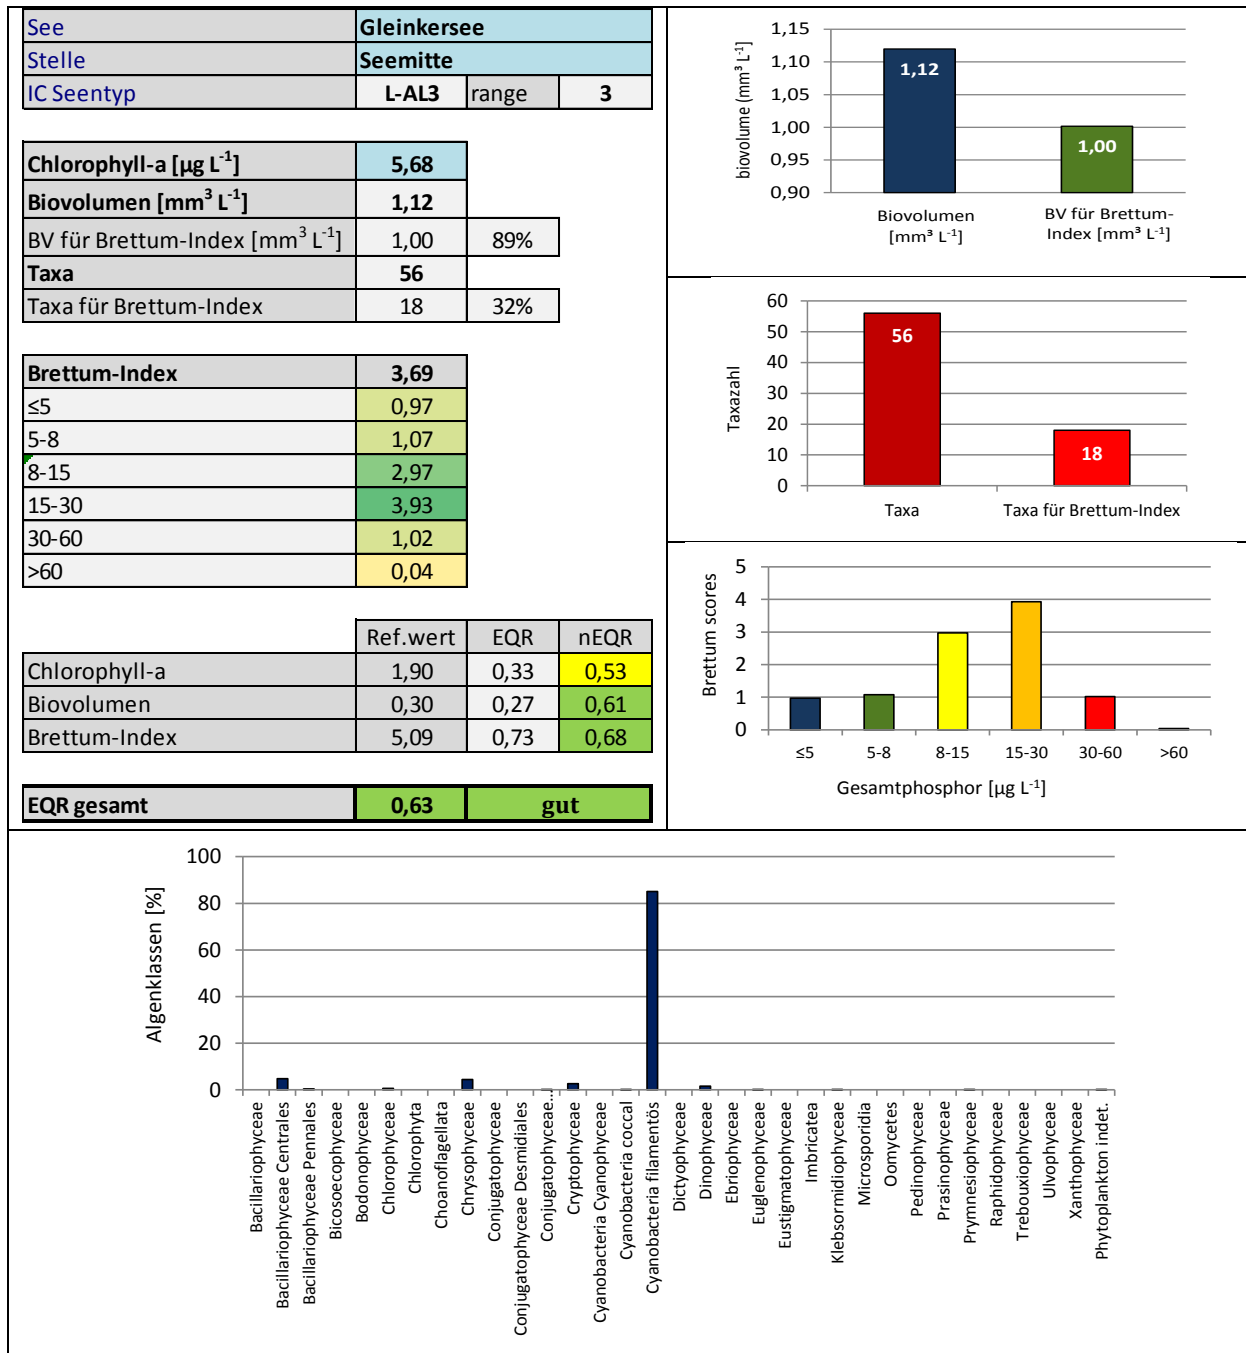 See Gleinkersee
Stelle Seemitte
IC Seentyp L-AL3 range 3
Chlorophyll-a [µg L⁻¹] 5,68
Biovolumen [mm³ L⁻¹] 1,12
BV für Brettum-Index [mm³ L⁻¹] 1,00 89%
Taxa 56
Taxa für Brettum-Index 18 32%
Brettum-Index 3,69
≤5 0,97
5-8 1,07
8-15 2,97
15-30 3,93
30-60 1,02
>60 0,04
Ref.wert EQR nEQR
Chlorophyll-a 1,90 0,33 0,53
Biovolumen 0,30 0,27 0,61
Brettum-Index 5,09 0,73 0,68
EQR gesamt 0,63 gut
biovolume (mm³ L⁻¹)
1,15
1,10
1,05
1,00
0,95
0,90
1,12
1,00
Biovolumen
[mm³ L⁻¹]
BV für Brettum-
Index [mm³ L⁻¹]
Taxazahl
60
50
40
30
20
10
0
56
18
Taxa
Taxa für Brettum-Index
Brettum scores
5
4
3
2
1
0
≤5 5-8 8-15 15-30 30-60 >60
Gesamtphosphor [µg L⁻¹]
Algenklassen [%]
100
80
60
40
20
0
Bacillariophyceae
Bacillariophyceae Centrales
Bacillariophyceae Pennales
Bicosoecophyceae
Bodonophyceae
Chlorophyceae
Chlorophyta
Choanoflagellata
Chrysophyceae
Conjugatophyceae
Conjugatophyceae Desmidiales
Conjugatophyceae...
Cryptophyceae
Cyanobacteria Cyanophyceae
Cyanobacteria coccal
Cyanobacteria filamentös
Dictyophyceae
Dinophyceae
Ebriophyceae
Euglenophyceae
Eustigmatophyceae
Imbricatea
Klebsormidiophyceae
Microsporidia
Oomycetes
Pedinophyceae
Prasinophyceae
Prymnesiophyceae
Raphidophyceae
Trebouxiophyceae
Ulvophyceae
Xanthophyceae
Phytoplankton indet.